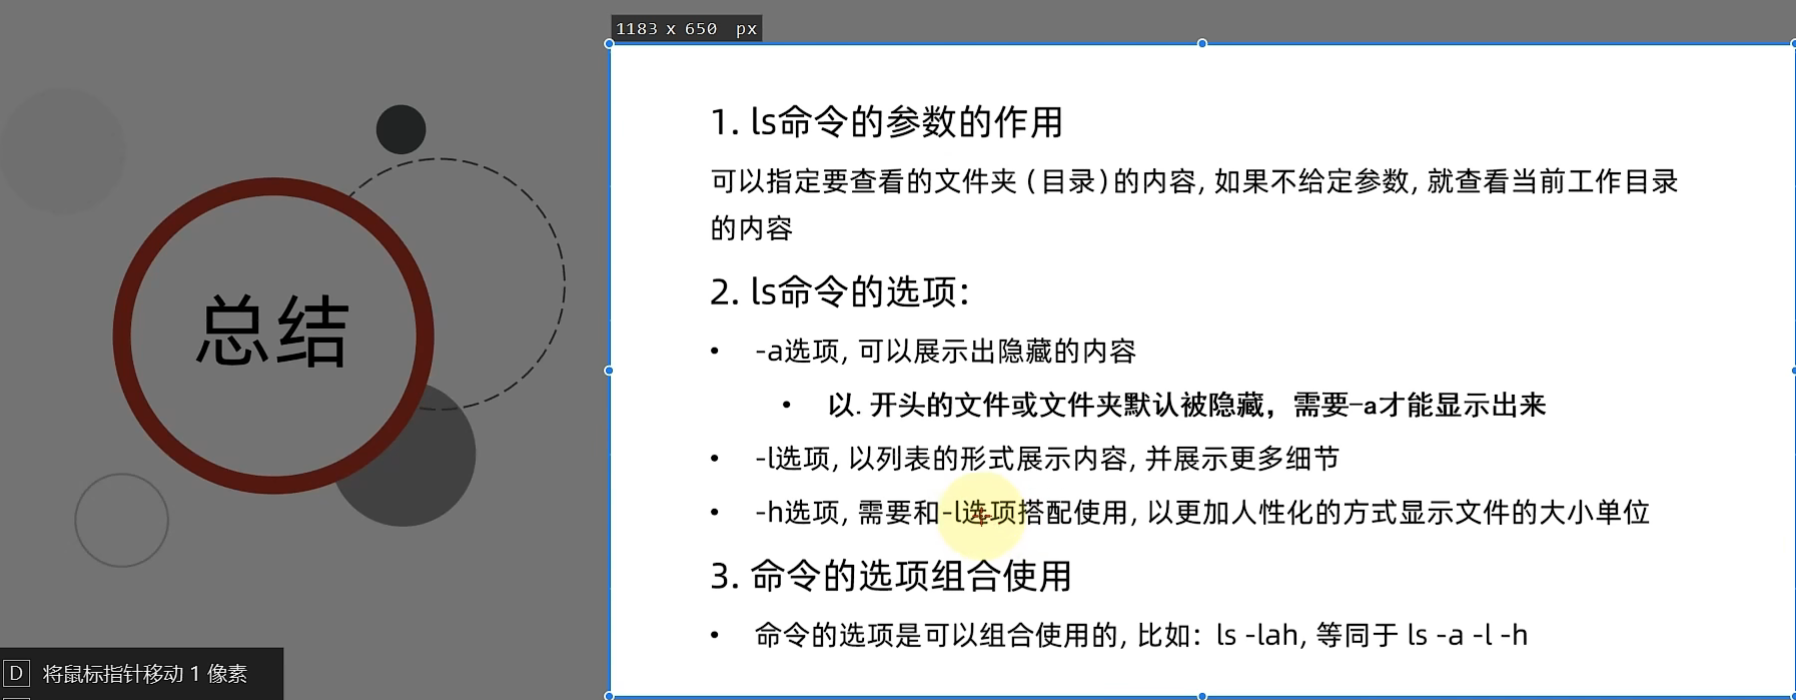 1183 x 650 px
总结
1. ls命令的参数的作用
可以指定要查看的文件夹（目录）的内容, 如果不给定参数, 就查看当前工作目录
的内容
2. ls命令的选项:
• -a选项, 可以展示出隐藏的内容
• 以. 开头的文件或文件夹默认被隐藏，需要-a才能显示出来
• -l选项, 以列表的形式展示内容, 并展示更多细节
• -h选项, 需要和-l选项搭配使用, 以更加人性化的方式显示文件的大小单位
3. 命令的选项组合使用
• 命令的选项是可以组合使用的, 比如：ls -lah, 等同于 ls -a -l -h
D 将鼠标指针移动 1 像素